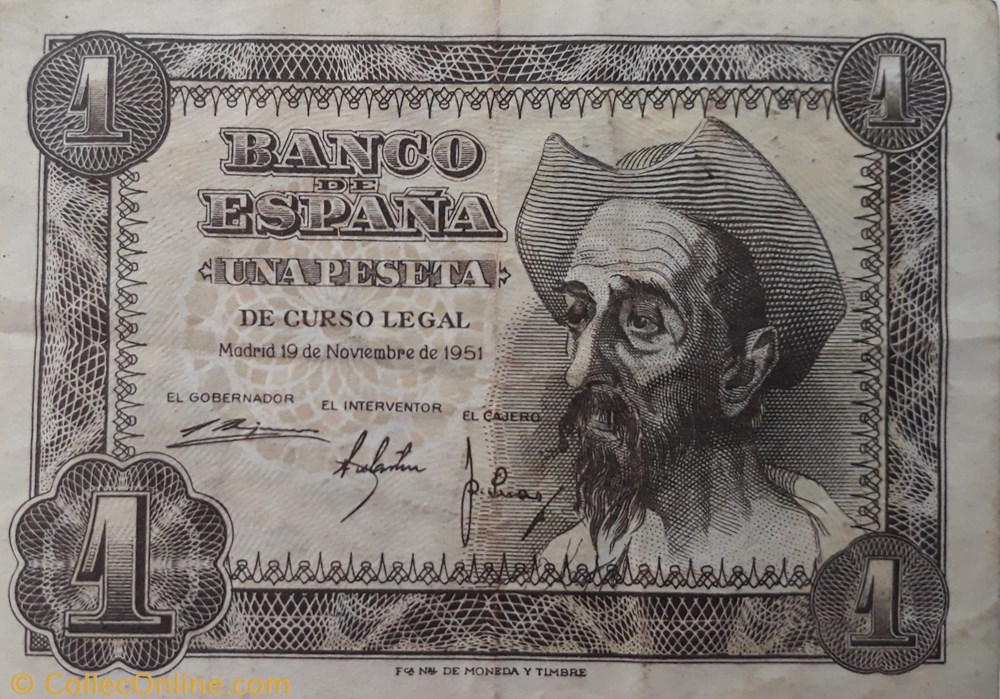 1
1
BANCO
DE
ESPAÑA
UNA PESETA
DE CURSO LEGAL
Madrid 19 de Noviembre de 1951
EL GOBERNADOR
EL INTERVENTOR
EL CAJERO
1
1
Fca Nal DE MONEDA Y TIMBRE
© CollecOnline.com